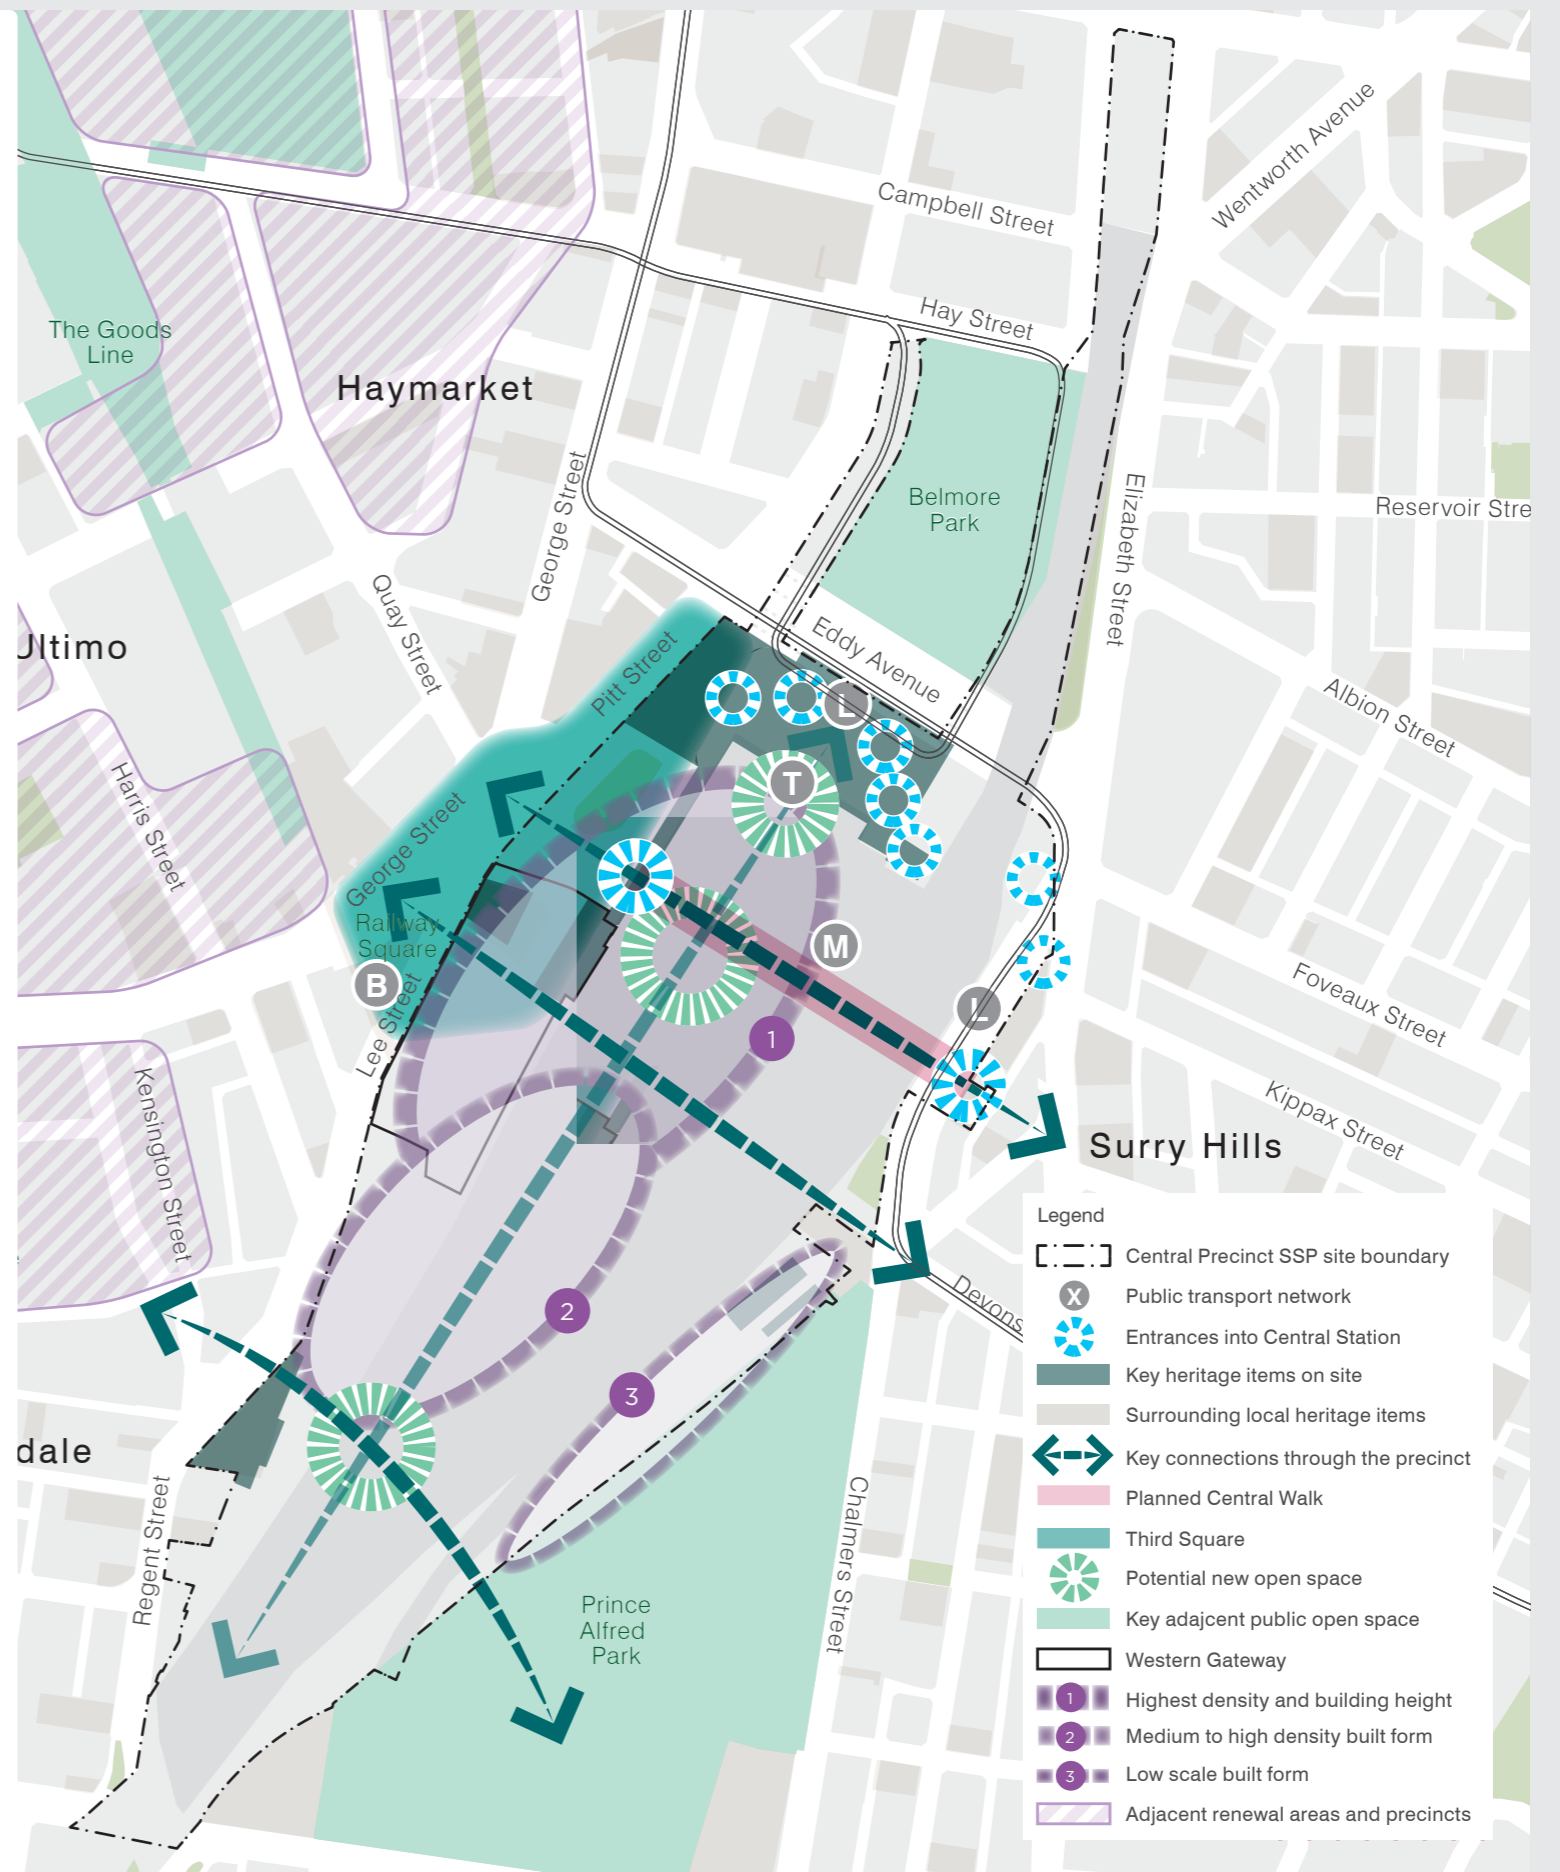 Wentworth Avenue
Campbell Street
Hay Street
The Goods
Line
Haymarket
George Street
Belmore
Park
Elizabeth Street
Reservoir Stre
Quay Street
Ultimo
Pitt Street
Eddy Avenue
Albion Street
L
T
Harris Street
George Street
Railway
Square
B
M
L
Lee Street
1
Foveaux Street
Kensington Street
Kippax Street
Surry Hills
2
3
Devons
dale
Regent Street
Chalmers Street
Prince
Alfred
Park
Legend
Central Precinct SSP site boundary
X
Public transport network
Entrances into Central Station
Key heritage items on site
Surrounding local heritage items
Key connections through the precinct
Planned Central Walk
Third Square
Potential new open space
Key adajcent public open space
Western Gateway
1
Highest density and building height
2
Medium to high density built form
3
Low scale built form
Adjacent renewal areas and precincts